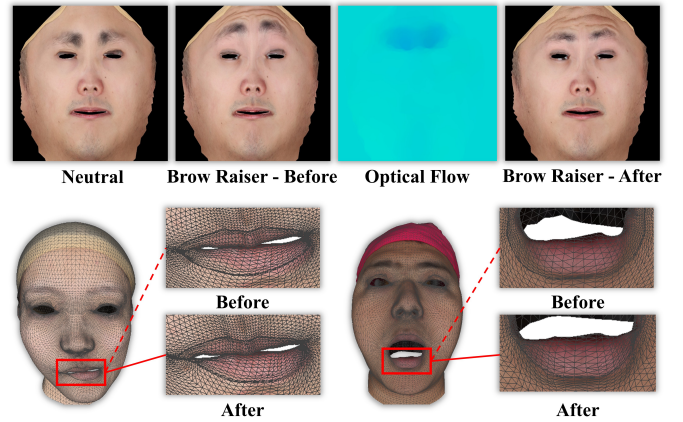 Neutral
Brow Raiser - Before
Optical Flow
Brow Raiser - After
Before
Before
After
After